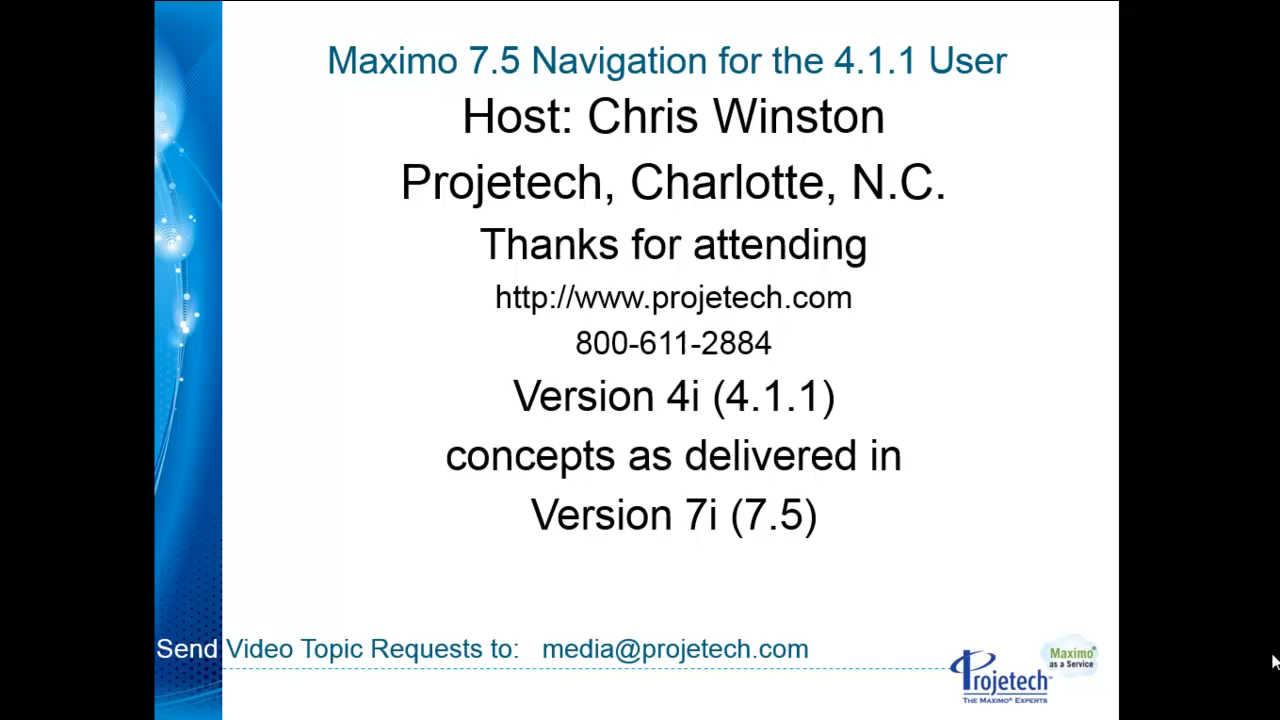 Maximo 7.5 Navigation for the 4.1.1 User
Host: Chris Winston
Projetech, Charlotte, N.C.
Thanks for attending
http://www.projetech.com
800-611-2884
Version 4i (4.1.1)
concepts as delivered in
Version 7i (7.5)
Send Video Topic Requests to: media@projetech.com
Projetech™
THE MAXIMO® EXPERTS
Maximo®
as a Service